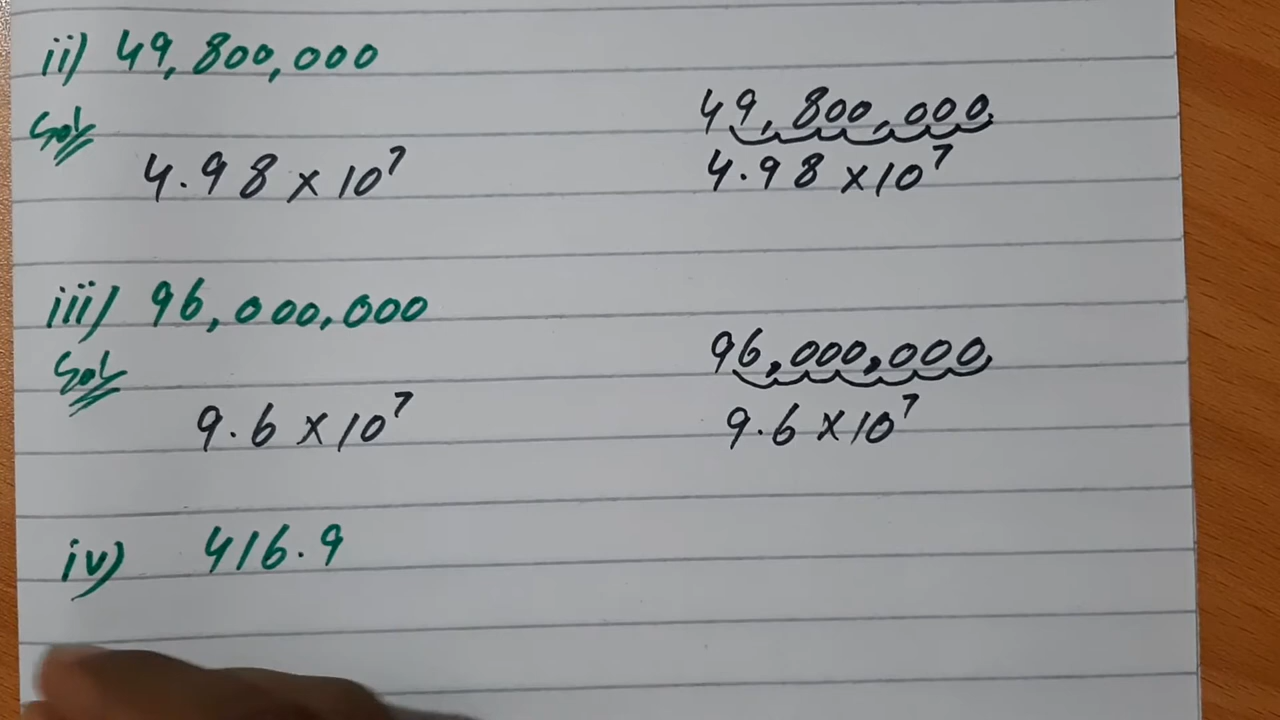 ii) 49,800,000
Sol
49,800,000
4.98 × 10⁷
4.98 × 10⁷
iii) 96,000,000
Sol
96,000,000
9.6 × 10⁷
9.6 × 10⁷
iv) 416.9